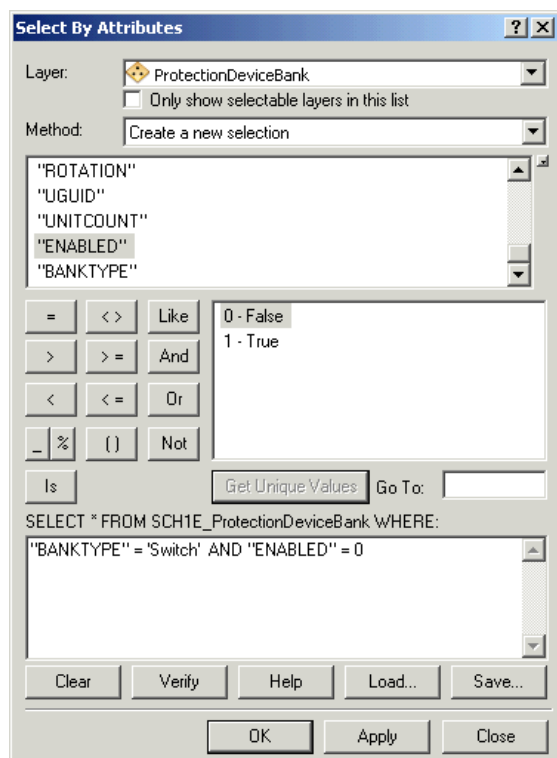 Select By Attributes
Layer: ProtectionDeviceBank
Only show selectable layers in this list
Method: Create a new selection
"ROTATION"
"UGUID"
"UNITCOUNT"
"ENABLED"
"BANKTYPE"
= < > Like
> > = And
< < = Or
_ % ( ) Not
Is
0 - False
1 - True
Get Unique Values Go To:
SELECT * FROM SCH1E_ProtectionDeviceBank WHERE:
"BANKTYPE" = 'Switch' AND "ENABLED" = 0
Clear Verify Help Load... Save...
OK Apply Close